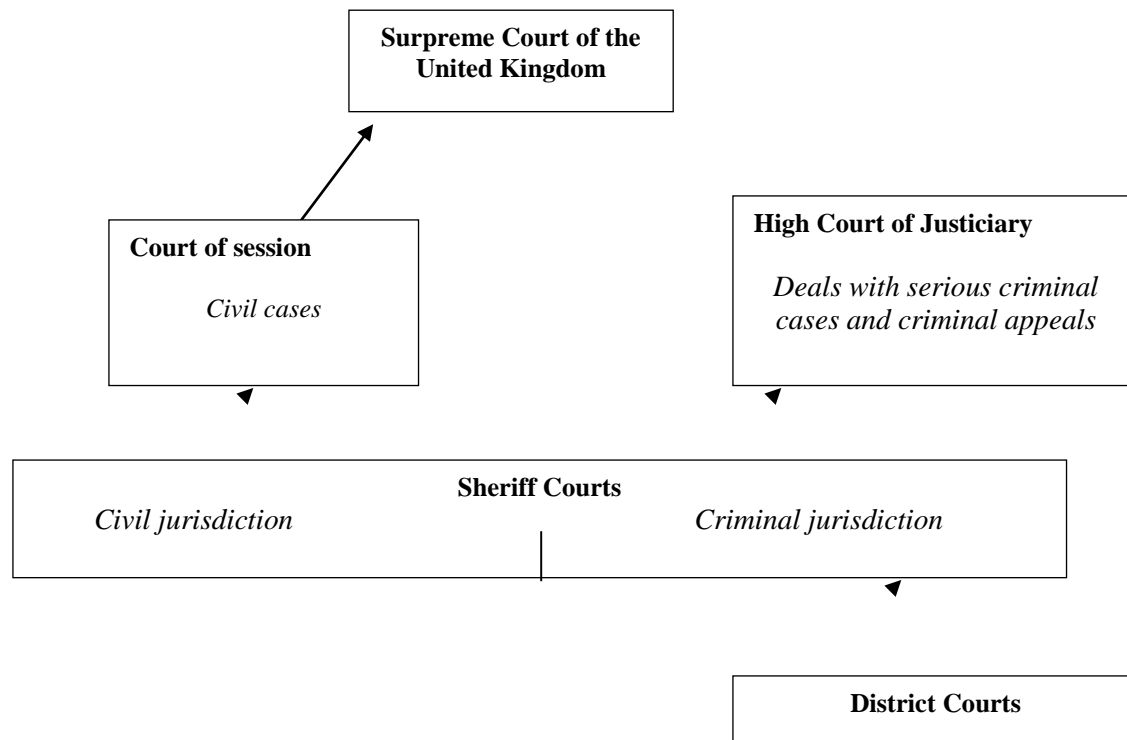 Surpreme Court of the
United Kingdom
Court of session
Civil cases
High Court of Justiciary
Deals with serious criminal
cases and criminal appeals
Sheriff Courts
Civil jurisdiction
Criminal jurisdiction
District Courts